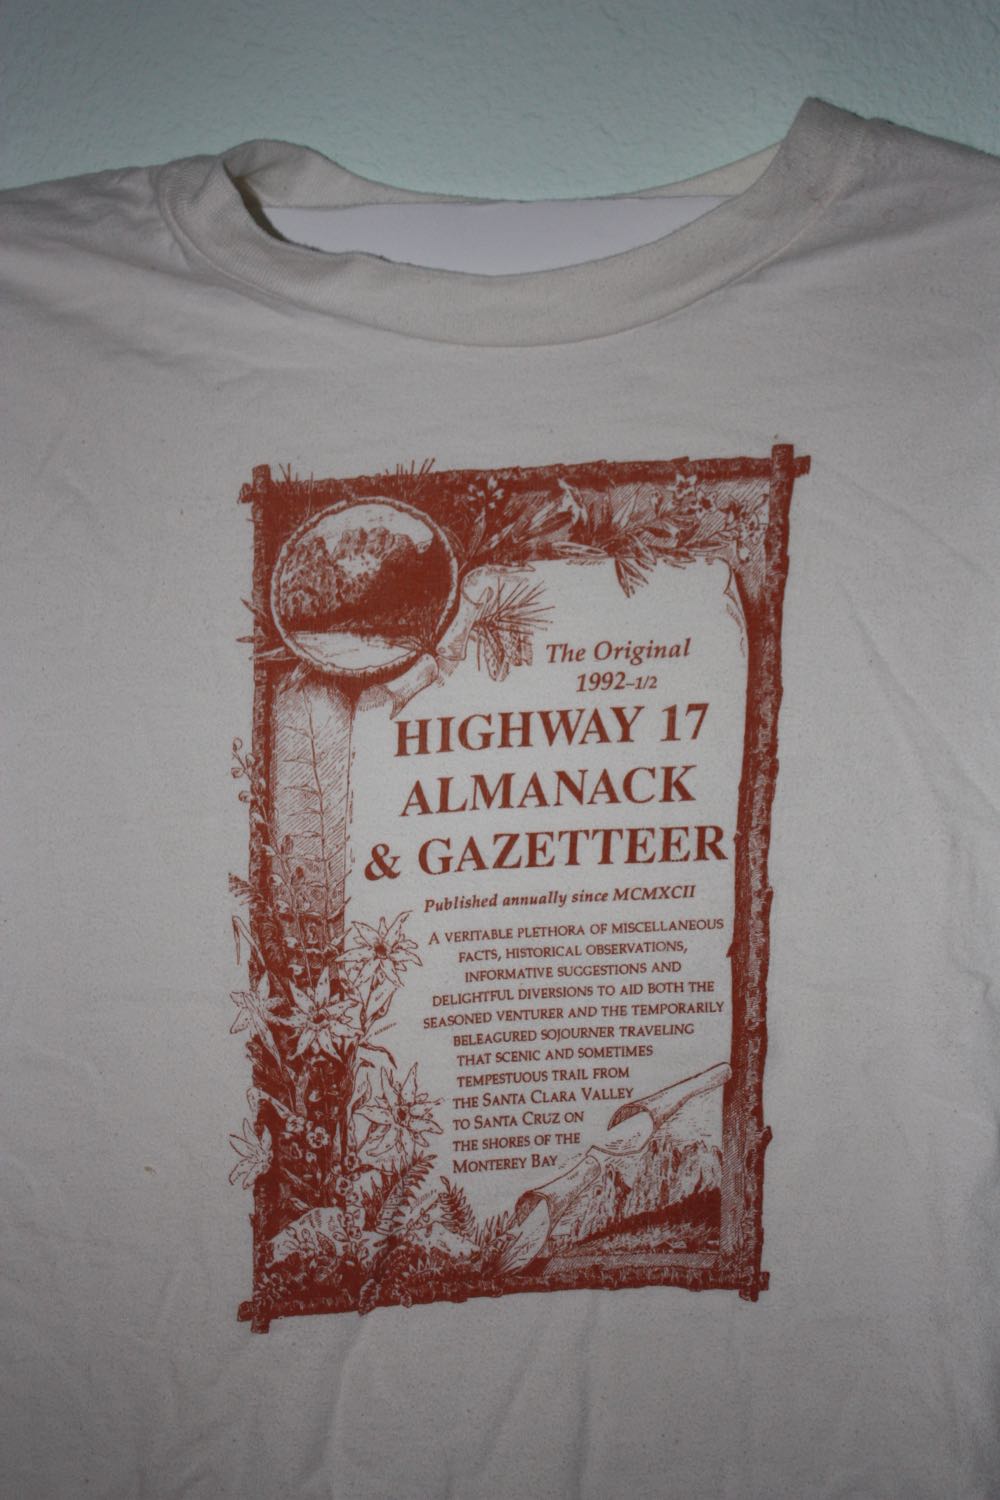 The Original
1992-1/2
HIGHWAY 17
ALMANACK
& GAZETTEER
Published annually since MCMXCII
A VERITABLE PLETHORA OF MISCELLANEOUS
FACTS, HISTORICAL OBSERVATIONS,
INFORMATIVE SUGGESTIONS AND
DELIGHTFUL DIVERSIONS TO AID BOTH THE
SEASONED VENTURER AND THE TEMPORARILY
BELEAGURED SOJOURNER TRAVELING
THAT SCENIC AND SOMETIMES
TEMPESTUOUS TRAIL FROM
THE SANTA CLARA VALLEY
TO SANTA CRUZ ON
THE SHORES OF THE
MONTEREY BAY